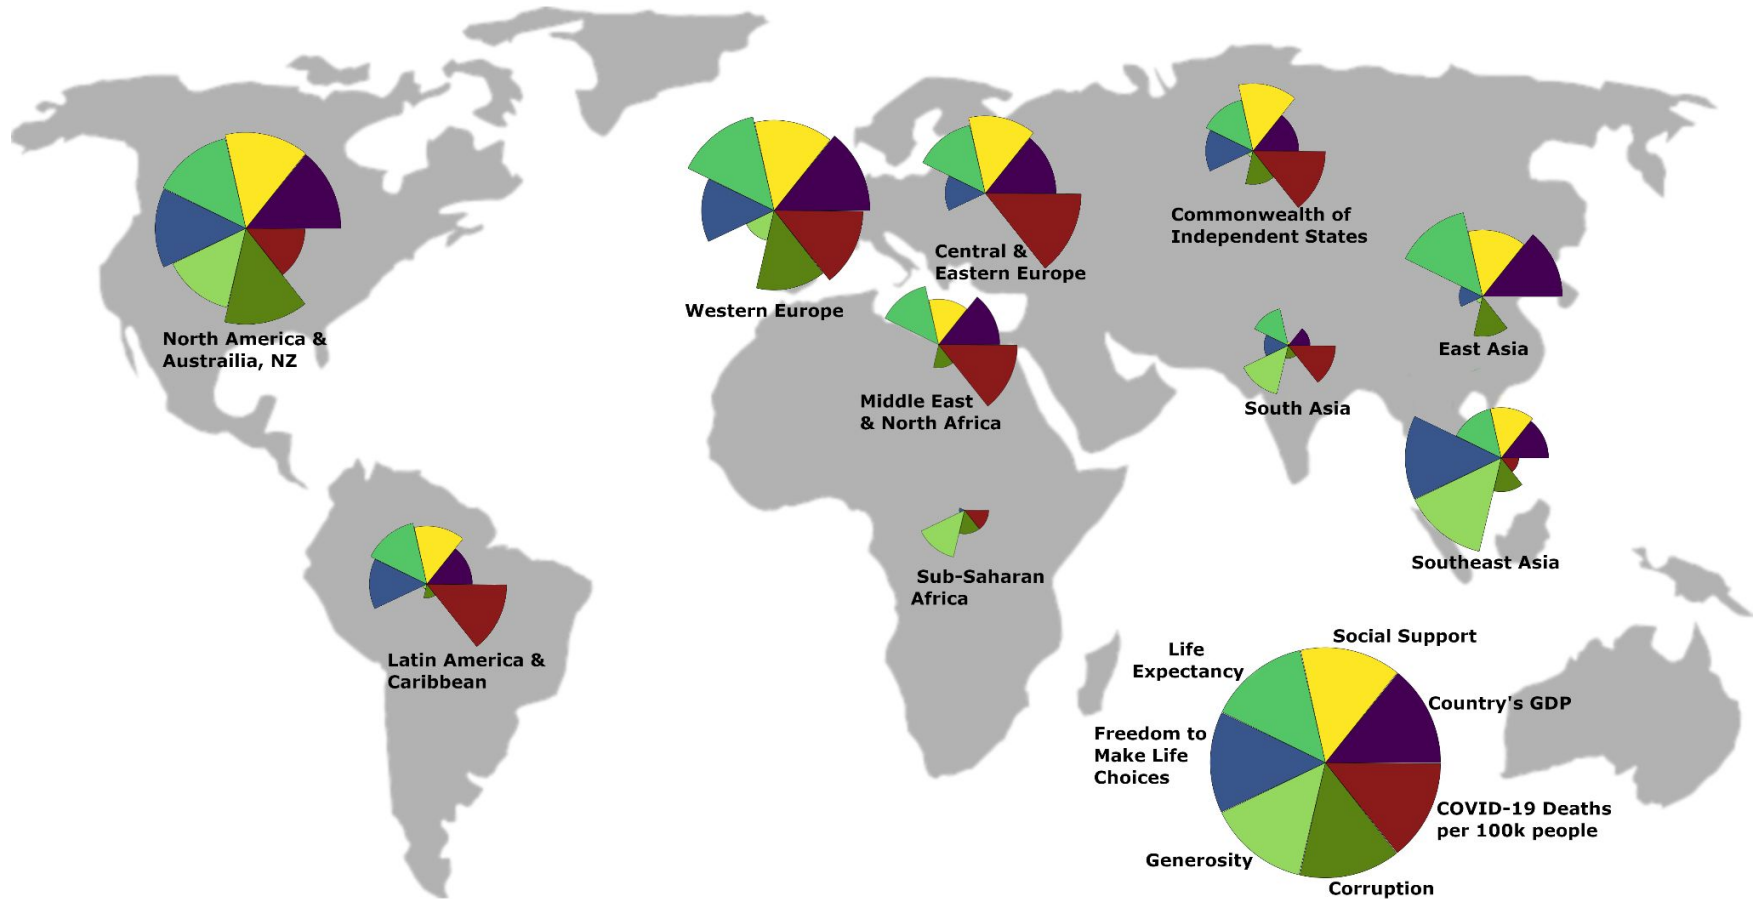 Commonwealth of
Independent States
Central &
Eastern Europe
Western Europe
North America &
Austrailia, NZ
East Asia
South Asia
Middle East
& North Africa
Southeast Asia
Sub-Saharan
Africa
Latin America &
Caribbean
Social Support
Life
Expectancy
Country's GDP
Freedom to
Make Life
Choices
COVID-19 Deaths
per 100k people
Generosity
Corruption